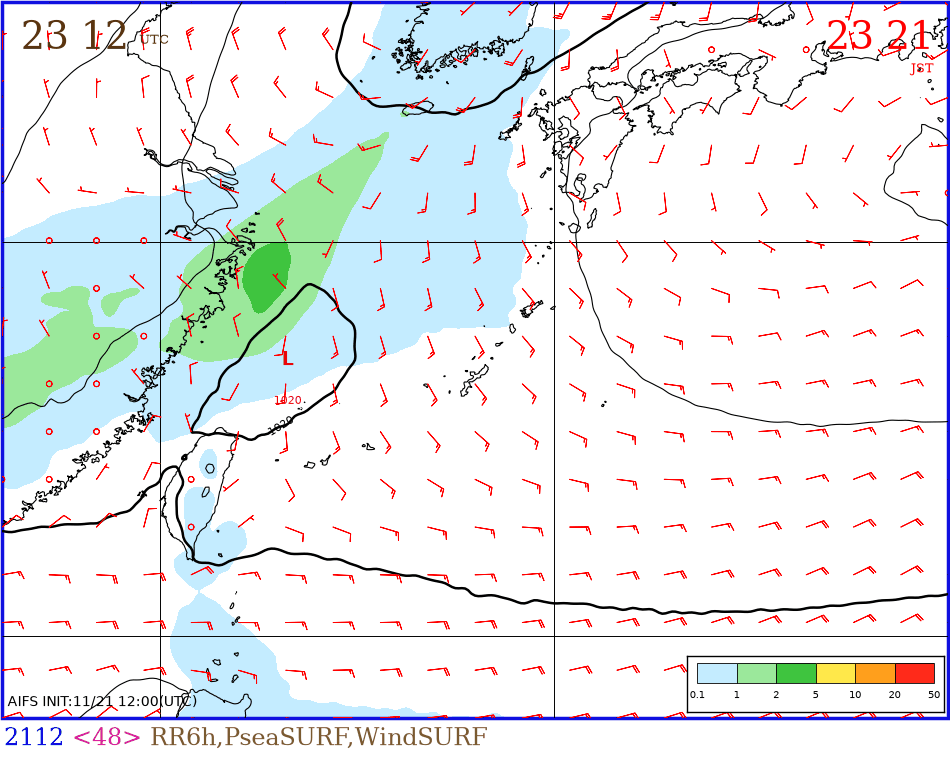 23 12 UTC
23 21
JST
L
1020.
1020
AIFS INIT:11/21 12:00(UTC)
0.1 1 2 5 10 20 50
2112 <48> RR6h,PseaSURF,WindSURF